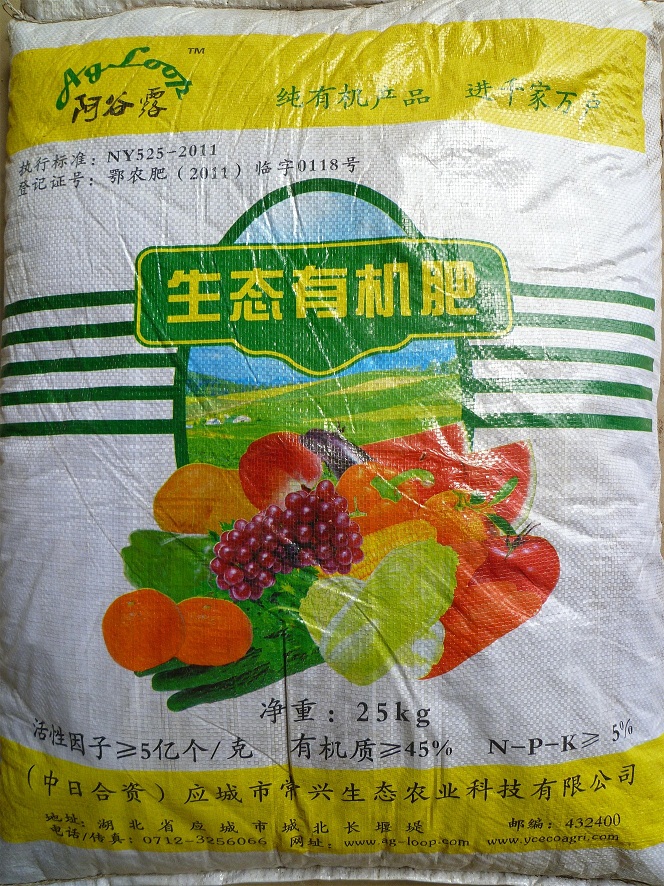 Ag-Loop™
阿谷露
纯有机产品 进千家万户
执行标准：NY525-2011
登记证号：鄂农肥（2011）临字0118号
生态有机肥
净重：25kg
活性因子≥5亿个/克 有机质≥45% N-P-K≥ 5%
（中日合资）应城市常兴生态农业科技有限公司
地址：湖北省应城市城北长堰堤 邮编：432400
电话/传真：0712-3256066 网址：www.ag-loop.com www.ycecoagri.com